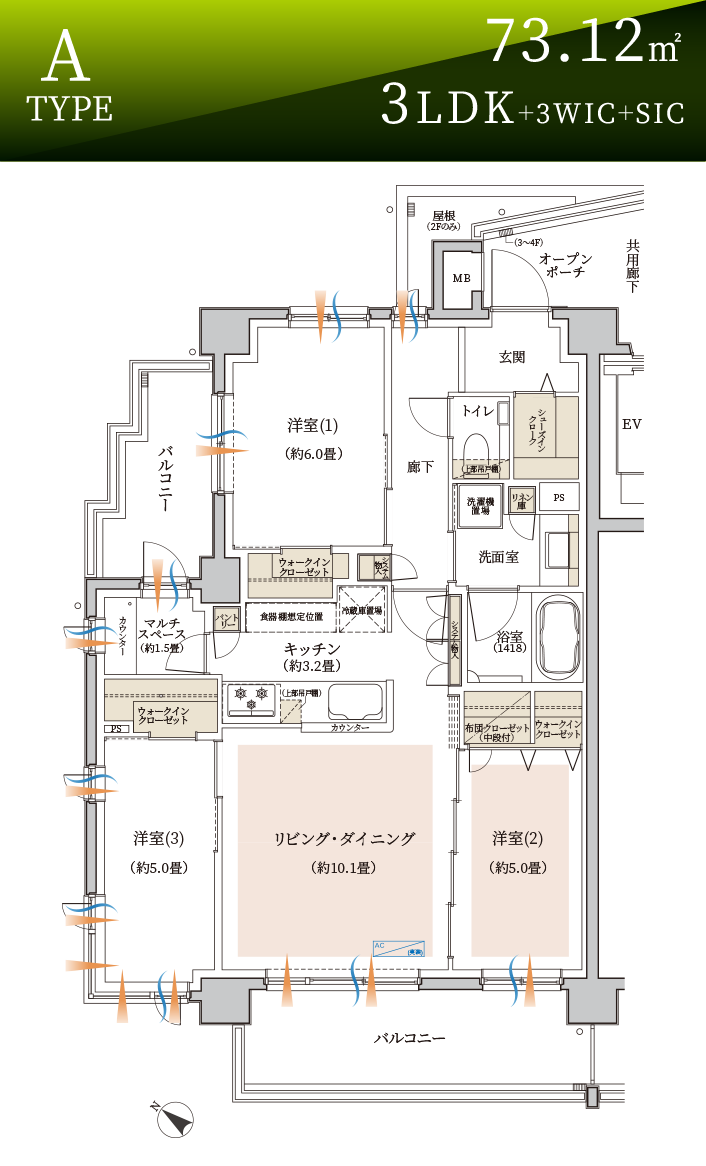 A
TYPE
73.12㎡
3LDK+3WIC+SIC
屋根
(2Fのみ)
(3〜4F)
オープン
ポーチ
共用廊下
MB
玄関
洋室(1)
(約6.0畳)
トイレ
シューズイン
クローク
EV
バルコニー
廊下
(上部吊戸棚)
洗濯機
置場
リネン
庫
PS
洗面室
ウォークイン
クローゼット
システム
物入
カウンター
マルチ
スペース
(約1.5畳)
パント
リー
食器棚想定位置
冷蔵庫置場
システム物入
浴室
(1418)
キッチン
(約3.2畳)
ウォークイン
クローゼット
(上部吊戸棚)
カウンター
PS
布団クローゼット
(中段付)
ウォークイン
クローゼット
洋室(3)
(約5.0畳)
リビング・ダイニング
(約10.1畳)
洋室(2)
(約5.0畳)
AC
バルコニー
N